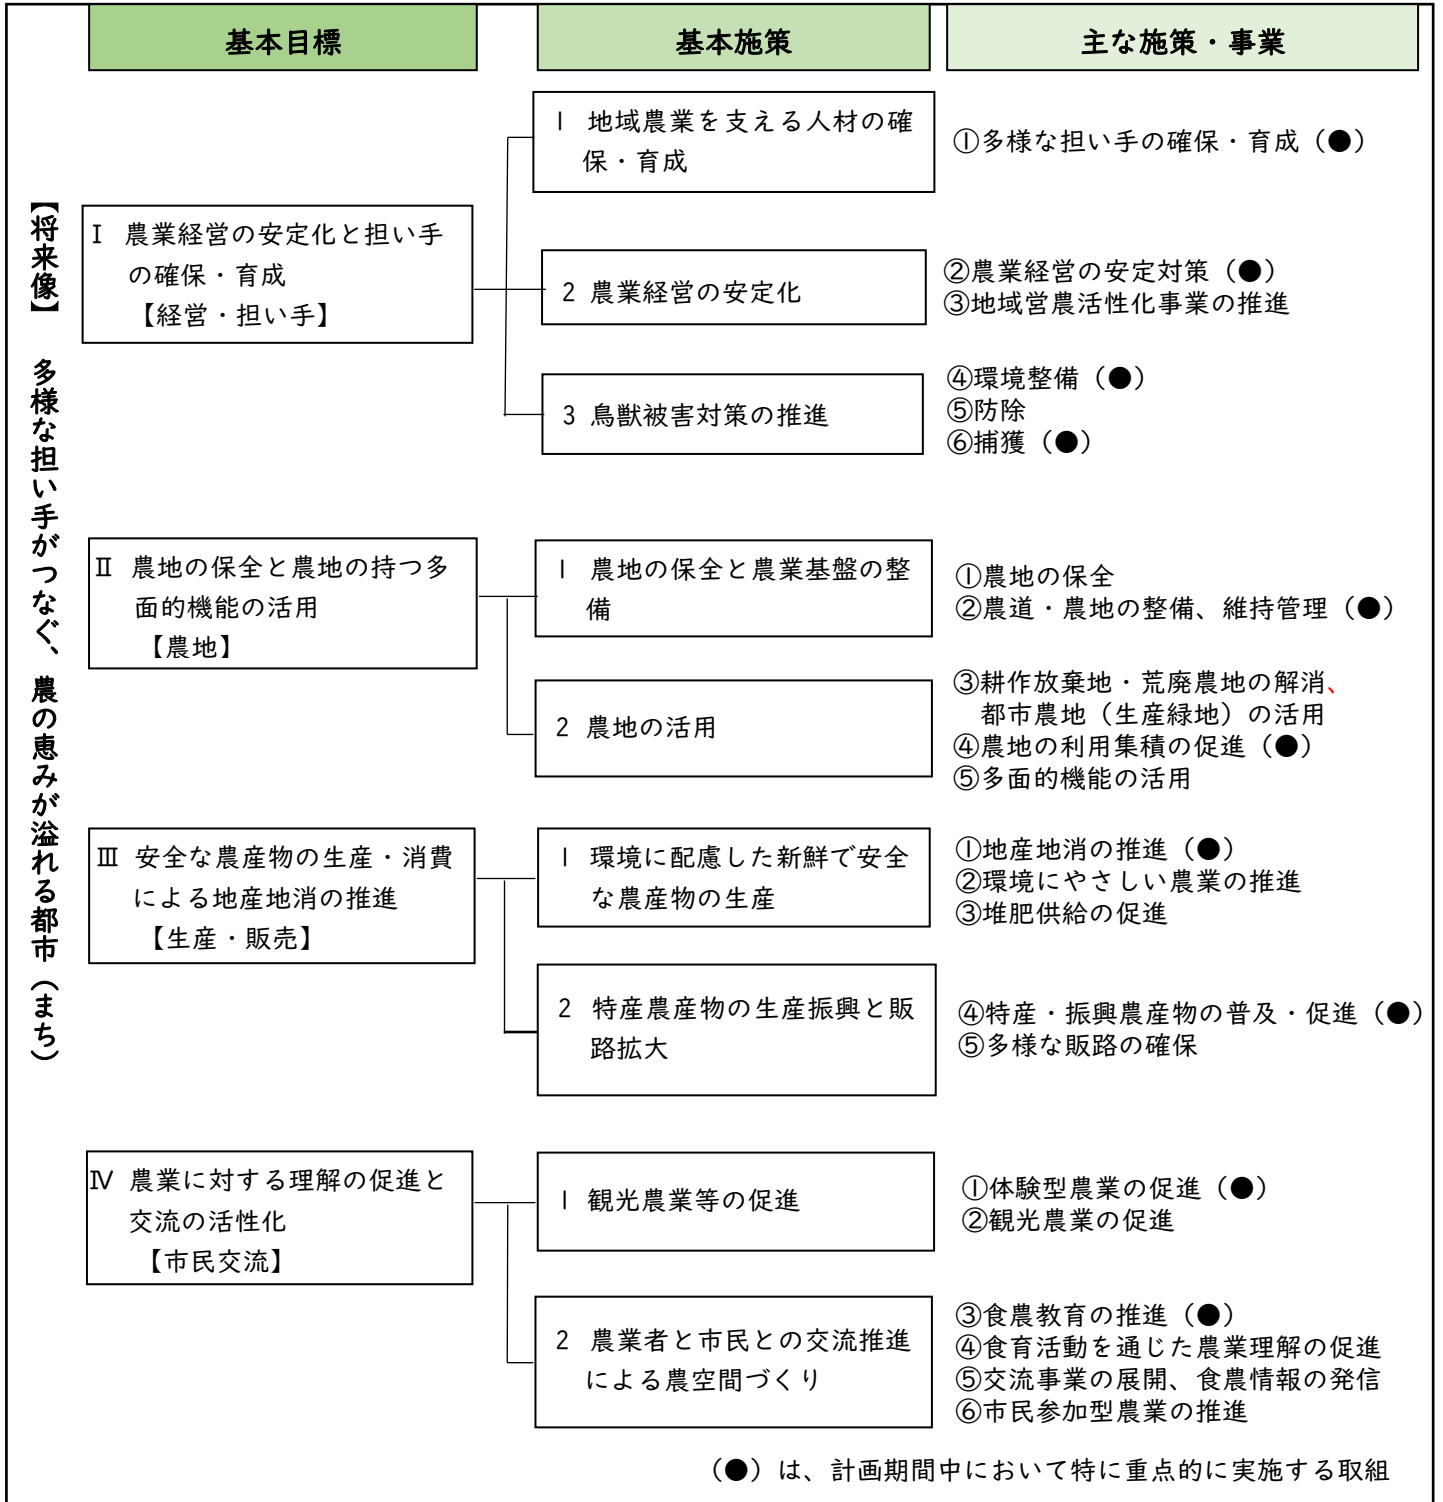 基本目標
基本施策
主な施策・事業
【将来像】 多様な担い手がつなぐ、農の恵みが溢れる都市（まち）
Ⅰ 農業経営の安定化と担い手
の確保・育成
【経営・担い手】
1 地域農業を支える人材の確
保・育成
①多様な担い手の確保・育成（●）
2 農業経営の安定化
②農業経営の安定対策（●）
③地域営農活性化事業の推進
3 鳥獣被害対策の推進
④環境整備（●）
⑤防除
⑥捕獲（●）
Ⅱ 農地の保全と農地の持つ多
面的機能の活用
【農地】
1 農地の保全と農業基盤の整
備
①農地の保全
②農道・農地の整備、維持管理（●）
2 農地の活用
③耕作放棄地・荒廃農地の解消、
都市農地（生産緑地）の活用
④農地の利用集積の促進（●）
⑤多面的機能の活用
Ⅲ 安全な農産物の生産・消費
による地産地消の推進
【生産・販売】
1 環境に配慮した新鮮で安全
な農産物の生産
①地産地消の推進（●）
②環境にやさしい農業の推進
③堆肥供給の促進
2 特産農産物の生産振興と販
路拡大
④特産・振興農産物の普及・促進（●）
⑤多様な販路の確保
Ⅳ 農業に対する理解の促進と
交流の活性化
【市民交流】
1 観光農業等の促進
①体験型農業の促進（●）
②観光農業の促進
2 農業者と市民との交流推進
による農空間づくり
③食農教育の推進（●）
④食育活動を通じた農業理解の促進
⑤交流事業の展開、食農情報の発信
⑥市民参加型農業の推進
（●）は、計画期間中において特に重点的に実施する取組